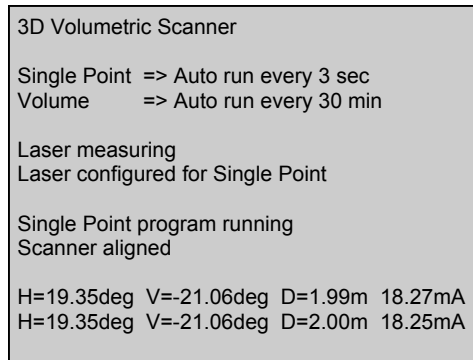 3D Volumetric Scanner
Single Point => Auto run every 3 sec
Volume => Auto run every 30 min
Laser measuring
Laser configured for Single Point
Single Point program running
Scanner aligned
H=19.35deg V=-21.06deg D=1.99m 18.27mA
H=19.35deg V=-21.06deg D=2.00m 18.25mA